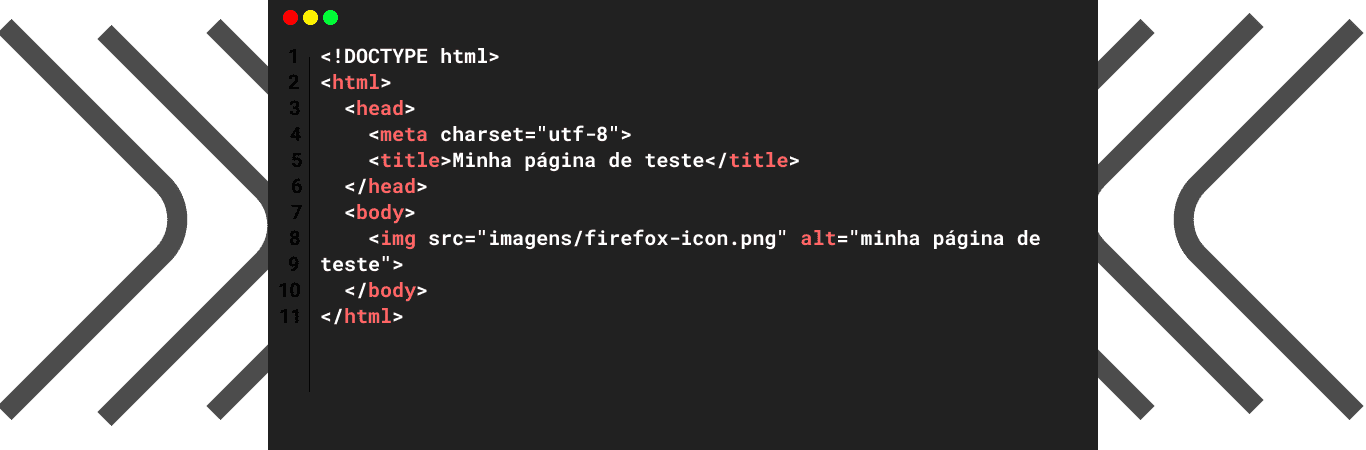 1 <!DOCTYPE html>
2 <html>
3   <head>
4     <meta charset="utf-8">
5     <title>Minha página de teste</title>
6   </head>
7   <body>
8     <img src="imagens/firefox-icon.png" alt="minha página de
9 teste">
10   </body>
11 </html>